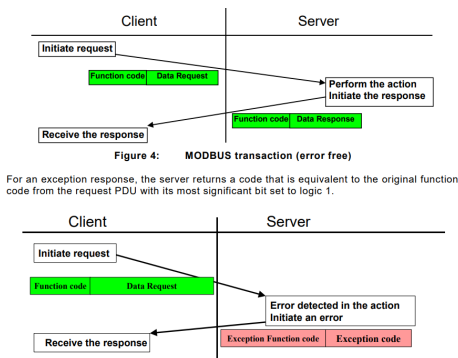 Client Server
Initiate request
Function code Data Request
Perform the action
Initiate the response
Function code Data Response
Receive the response
Figure 4: MODBUS transaction (error free)
For an exception response, the server returns a code that is equivalent to the original function
code from the request PDU with its most significant bit set to logic 1.
Client Server
Initiate request
Function code Data Request
Error detected in the action
Initiate an error
Exception Function code Exception code
Receive the response